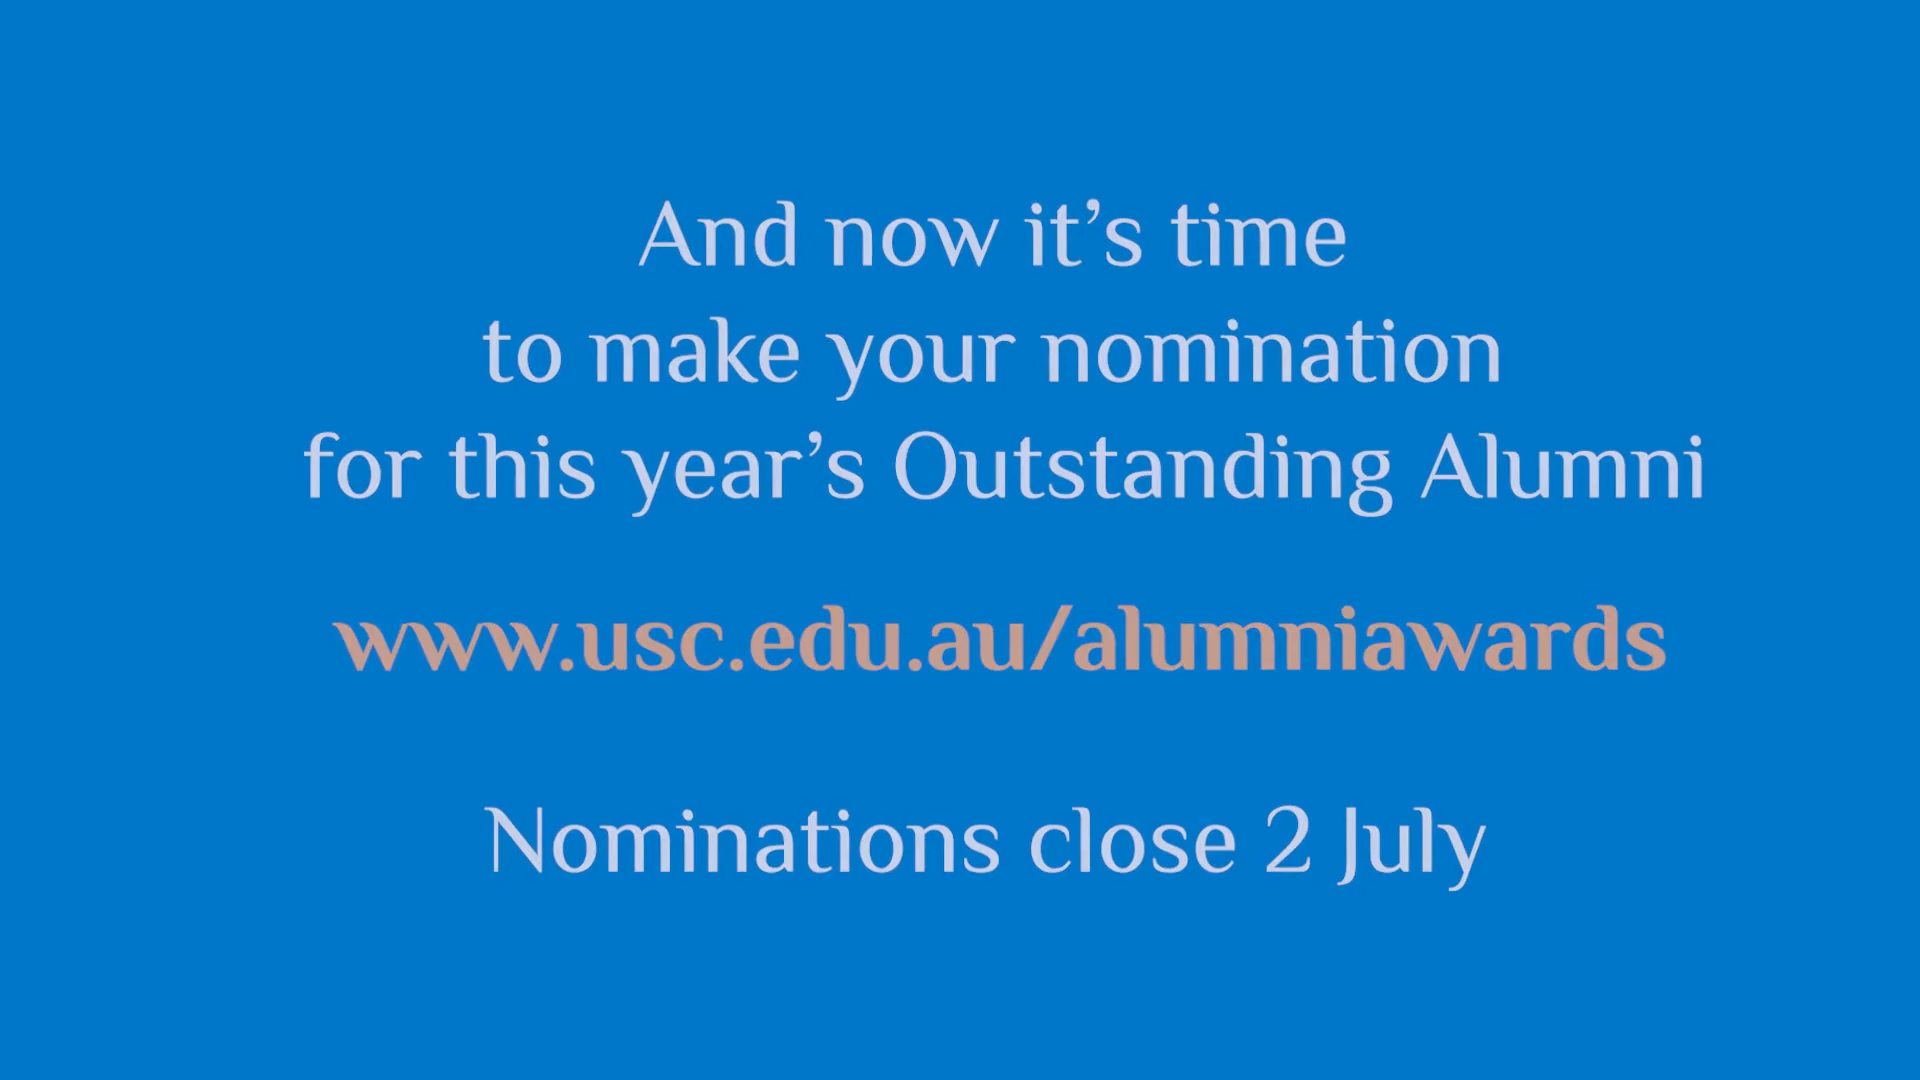 And now it’s time
to make your nomination
for this year’s Outstanding Alumni
www.usc.edu.au/alumniawards
Nominations close 2 July